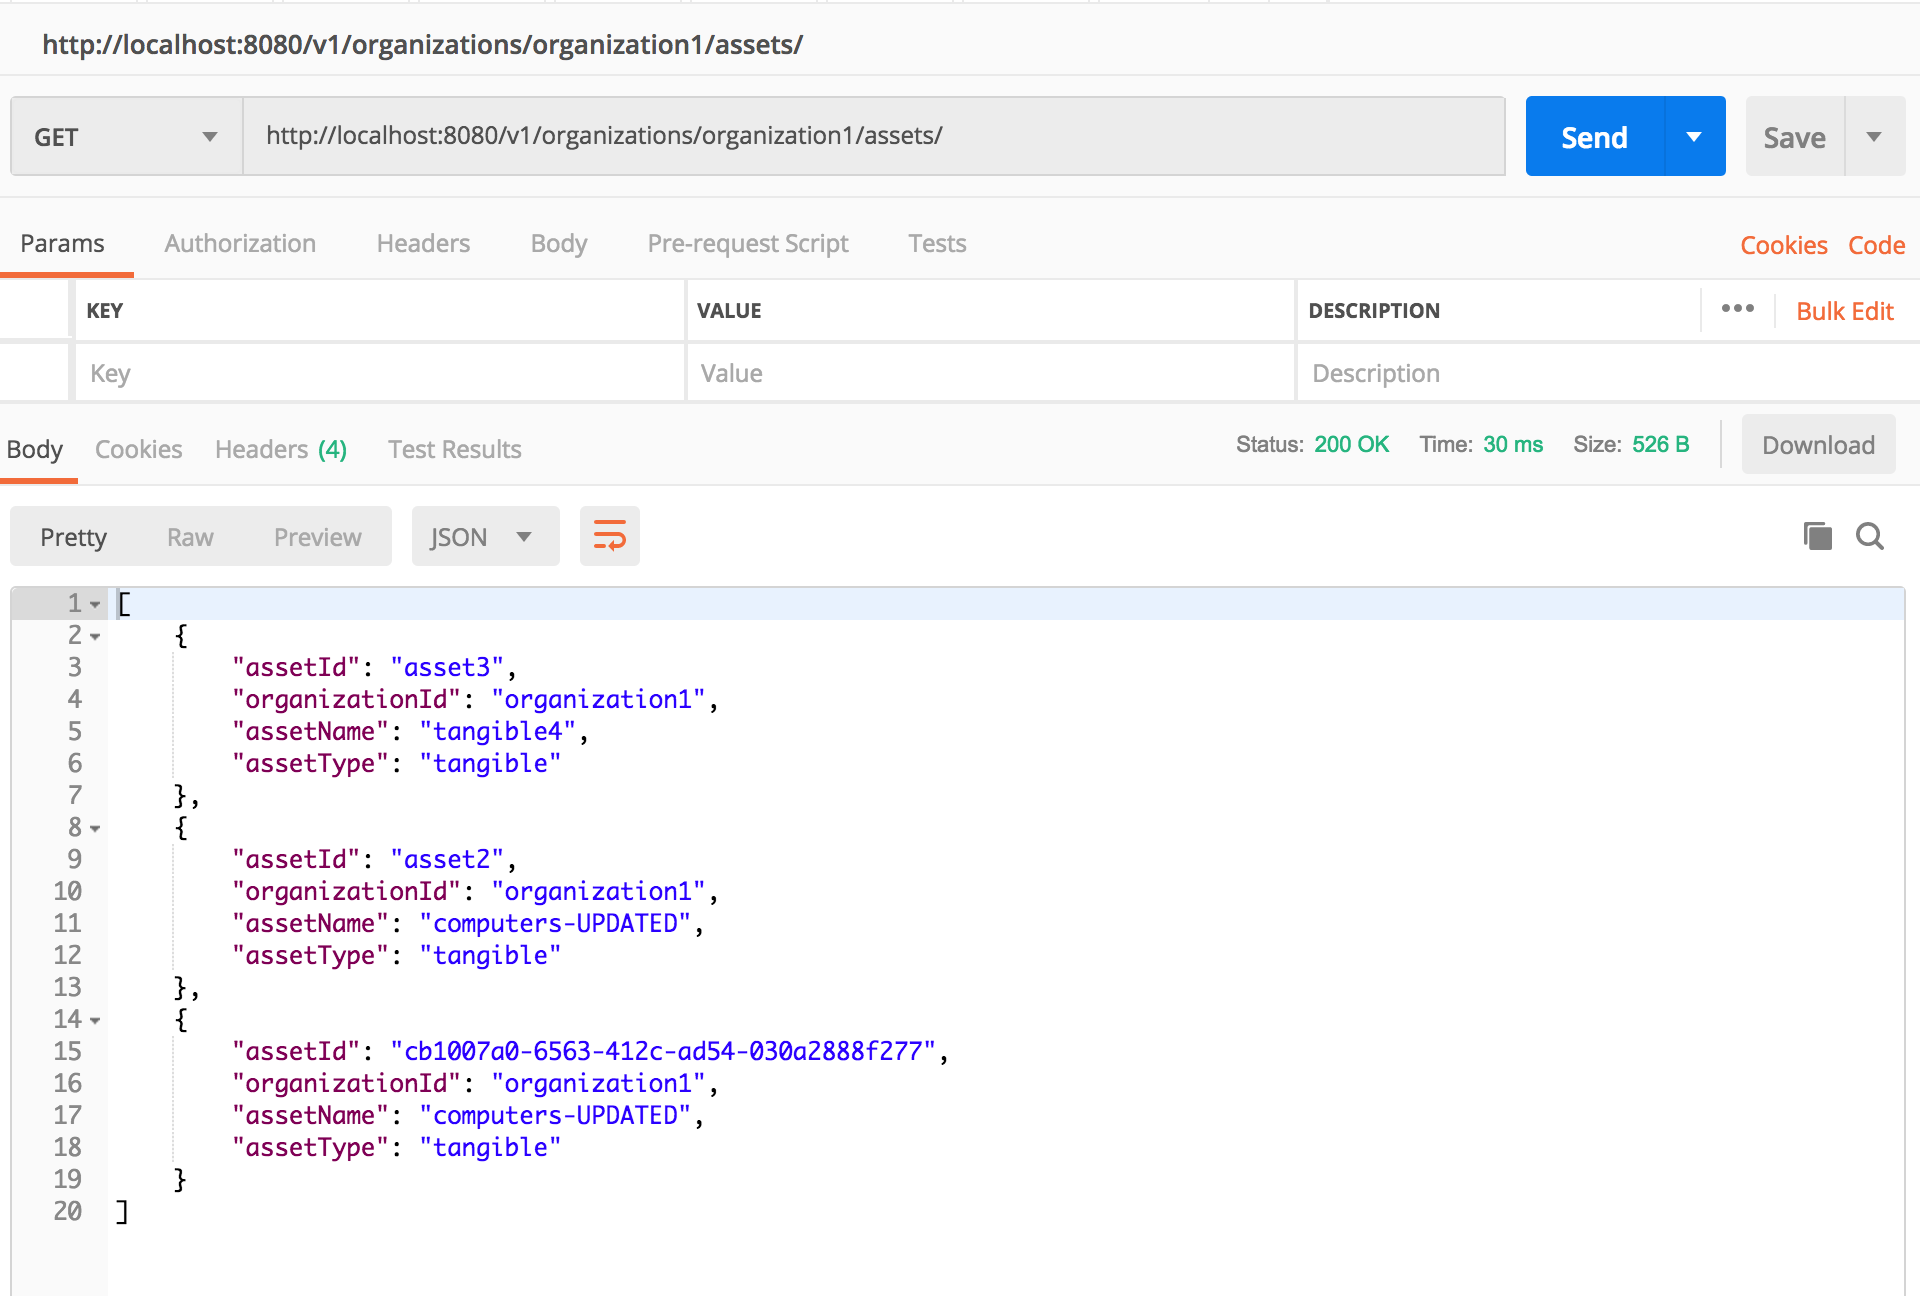 http://localhost:8080/v1/organizations/organization1/assets/
GET http://localhost:8080/v1/organizations/organization1/assets/ Send Save
Params Authorization Headers Body Pre-request Script Tests Cookies Code
KEY VALUE DESCRIPTION ••• Bulk Edit
Key Value Description
Body Cookies Headers (4) Test Results Status: 200 OK Time: 30 ms Size: 526 B Download
Pretty Raw Preview JSON
1 [
2 {
3 "assetId": "asset3",
4 "organizationId": "organization1",
5 "assetName": "tangible4",
6 "assetType": "tangible"
7 },
8 {
9 "assetId": "asset2",
10 "organizationId": "organization1",
11 "assetName": "computers-UPDATED",
12 "assetType": "tangible"
13 },
14 {
15 "assetId": "cb1007a0-6563-412c-ad54-030a2888f277",
16 "organizationId": "organization1",
17 "assetName": "computers-UPDATED",
18 "assetType": "tangible"
19 }
20 ]